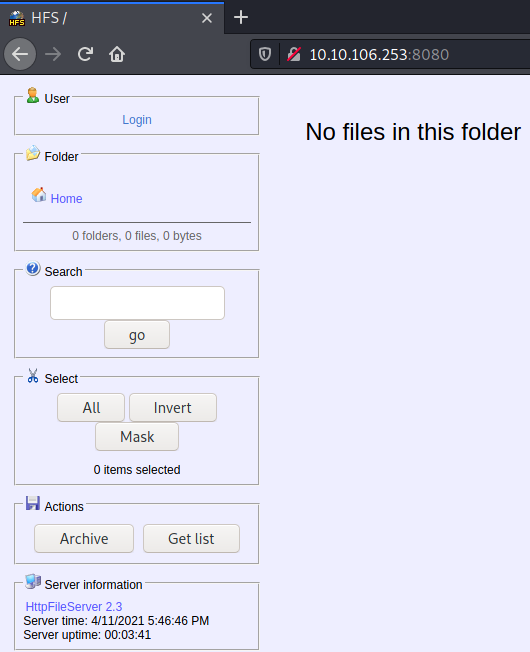 HFS /
10.10.106.253:8080
User
Login
Folder
Home
0 folders, 0 files, 0 bytes
Search
go
Select
All Invert
Mask
0 items selected
Actions
Archive Get list
Server information
HttpFileServer 2.3
Server time: 4/11/2021 5:46:46 PM
Server uptime: 00:03:41
No files in this folder